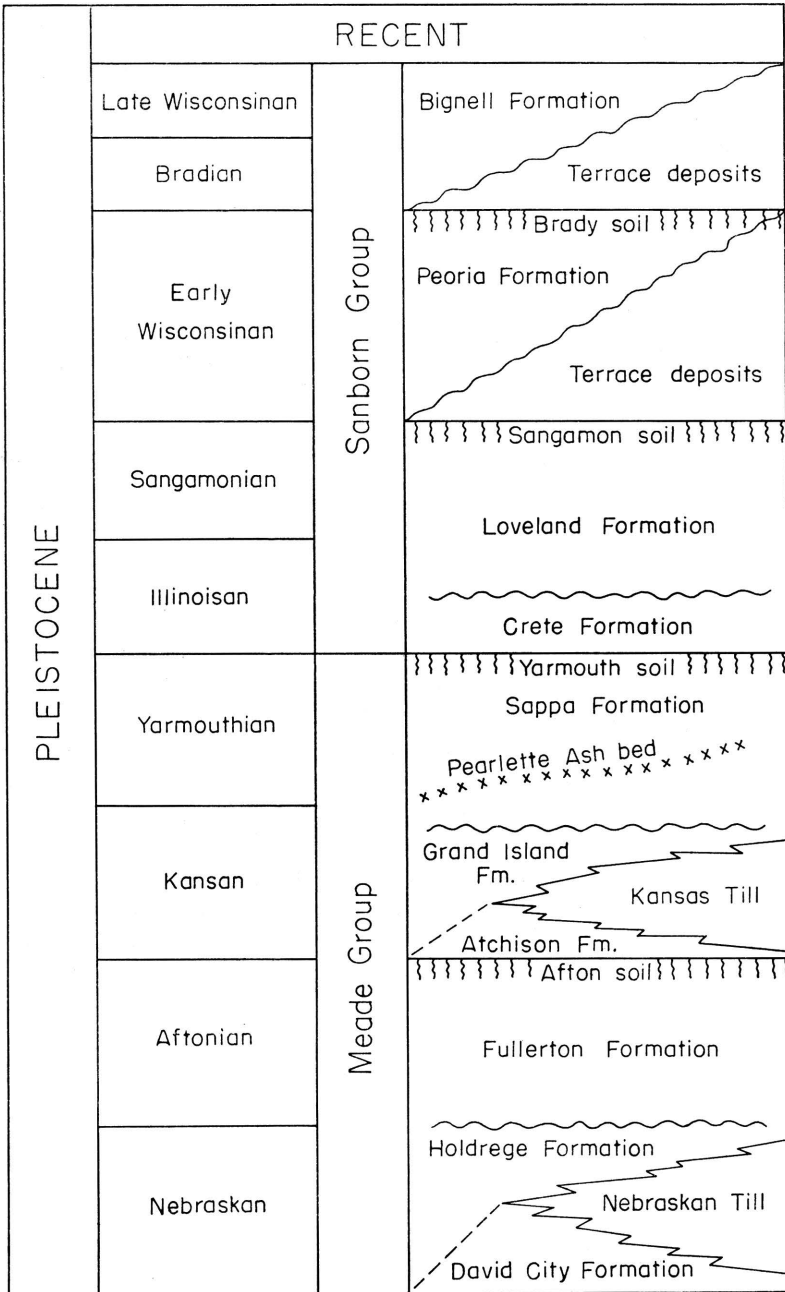 RECENT
PLEISTOCENE
Late Wisconsinan
Bradian
Early
Wisconsinan
Sangamonian
Illinoisan
Yarmouthian
Kansan
Aftonian
Nebraskan
Sanborn Group
Meade Group
Bignell Formation
Terrace deposits
Brady soil
Peoria Formation
Terrace deposits
Sangamon soil
Loveland Formation
Crete Formation
Yarmouth soil
Sappa Formation
Pearlette Ash bed
Grand Island
Fm.
Kansas Till
Atchison Fm.
Afton soil
Fullerton Formation
Holdrege Formation
Nebraskan Till
David City Formation